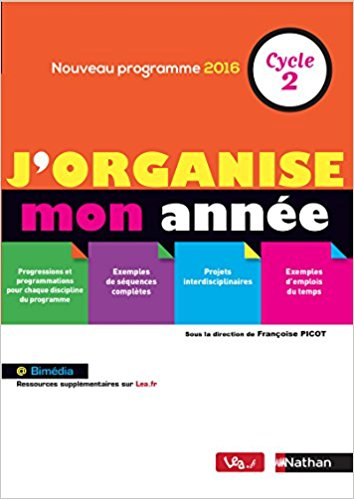 Nouveau programme 2016
Cycle
2
J'ORGANISE
mon année
Progressions et
programmations
pour chaque discipline
du programme
Exemples
de séquences
complètes
Projets
interdisciplinaires
Exemples
d'emplois
du temps
Sous la direction de Françoise PICOT
@ Bimédia
Ressources supplémentaires sur Lea.fr
Lea.fr
Nathan